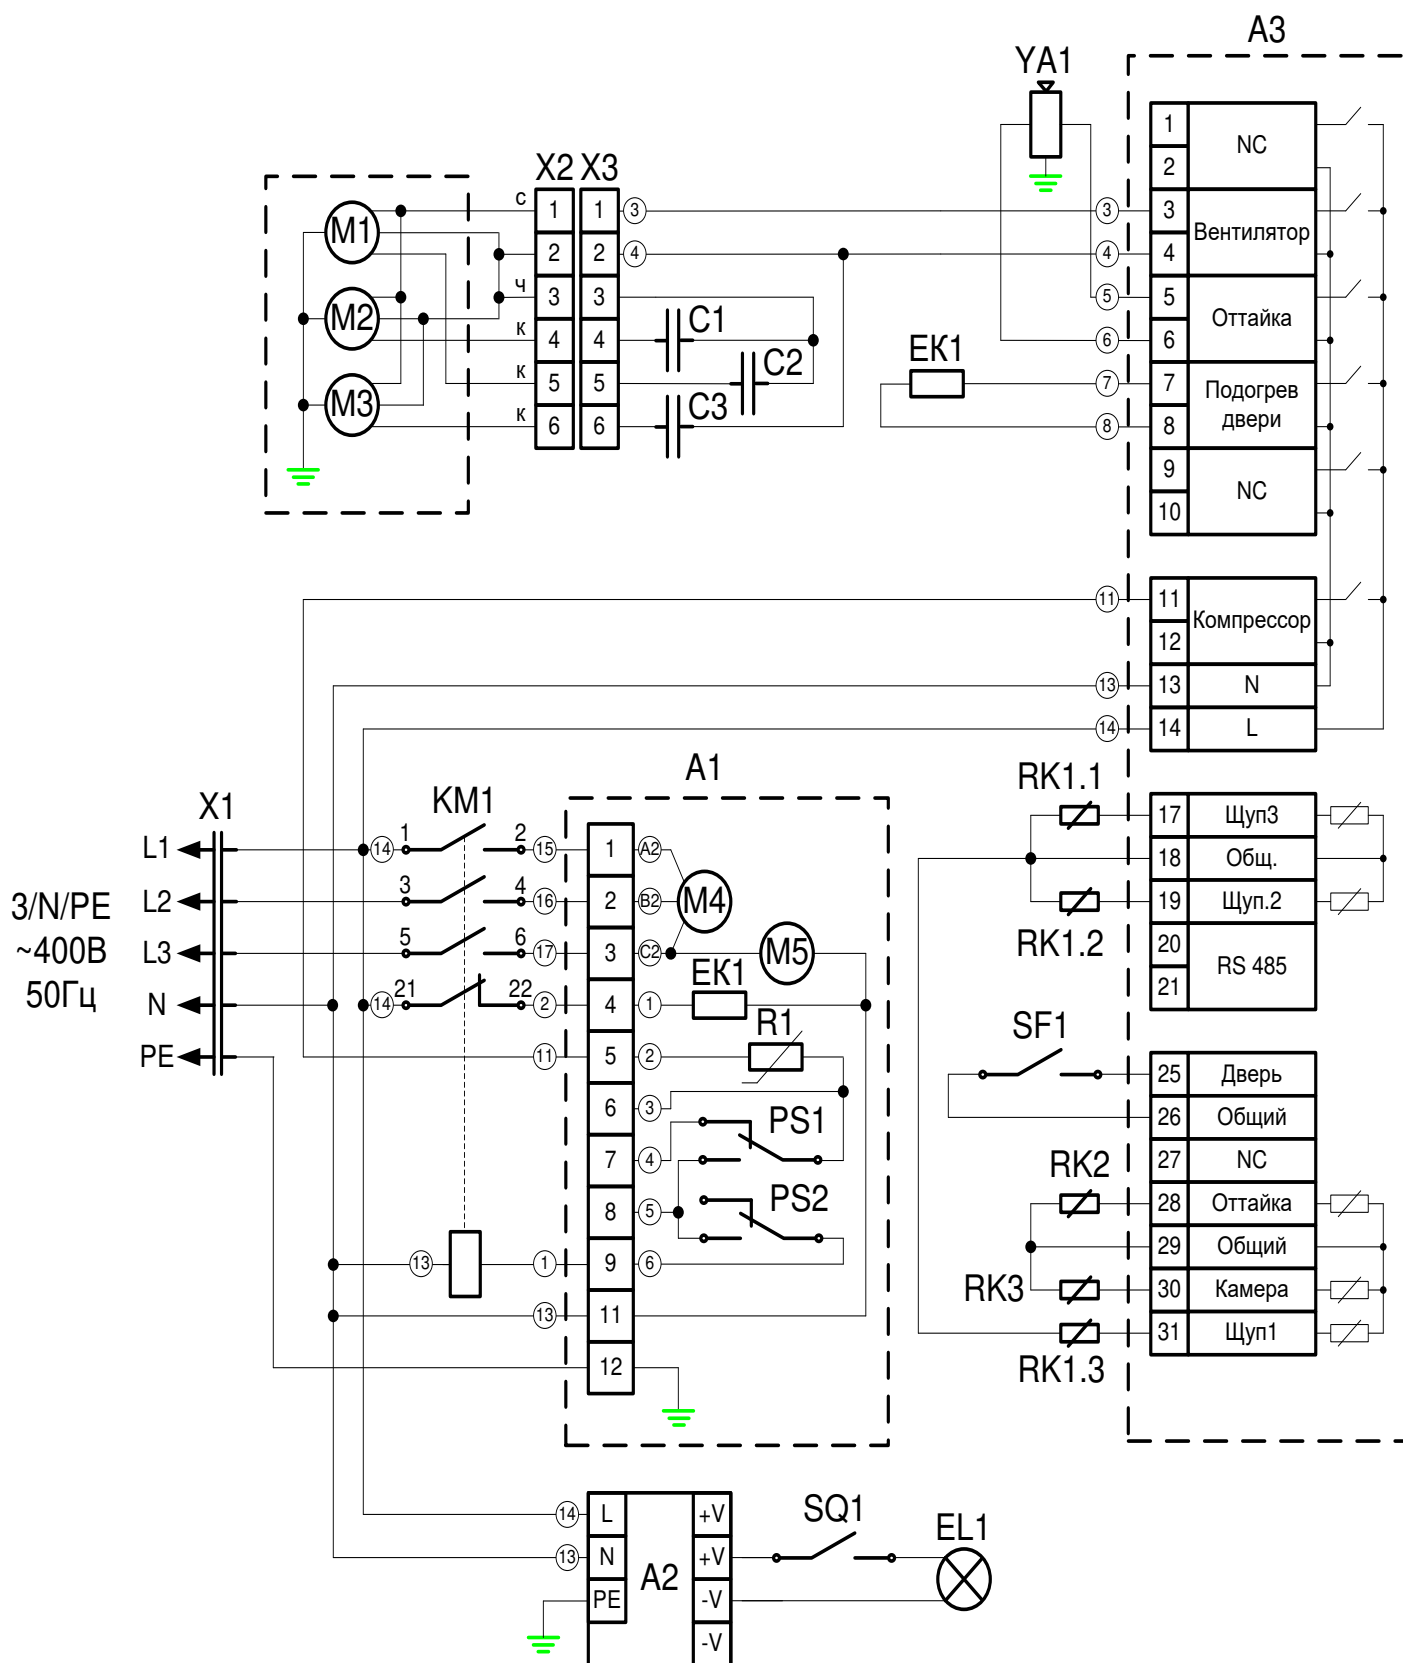 A3
YA1
1
NC
2
X2 X3
с 1 1 3 3 3
M1
Вентилятор
2 2 4 4 4
ч 3 3 5 5
M2
Оттайка
C1
к 4 4 6 6
EK1
C2
к 5 5 7 7
M3
Подогрев
двери
C3
к 6 6 8 8
9
NC
10
11 11
Компрессор
12
13 13 N
14 14 L
A1
RK1.1
X1
KM1
17 Щуп3
L1 14 1 2 15 1 A2
18 Общ.
3/N/PE
L2 3 4 16 2 B2 M4
19 Щуп.2
RK1.2
~400В
L3 5 6 17 3 C2 M5
20
RS 485
21
50Гц
EK1
N 14 21 22 2 4 1
R1
SF1
PE 11 5 2
25 Дверь
6 3
26 Общий
PS1
7 4
27 NC
RK2
PS2
28 Оттайка
8 5
29 Общий
13 1 9 6
RK3
30 Камера
13 11
31 Щуп1
RK1.3
12
14 L +V
SQ1
EL1
13 N +V
A2
PE -V
-V